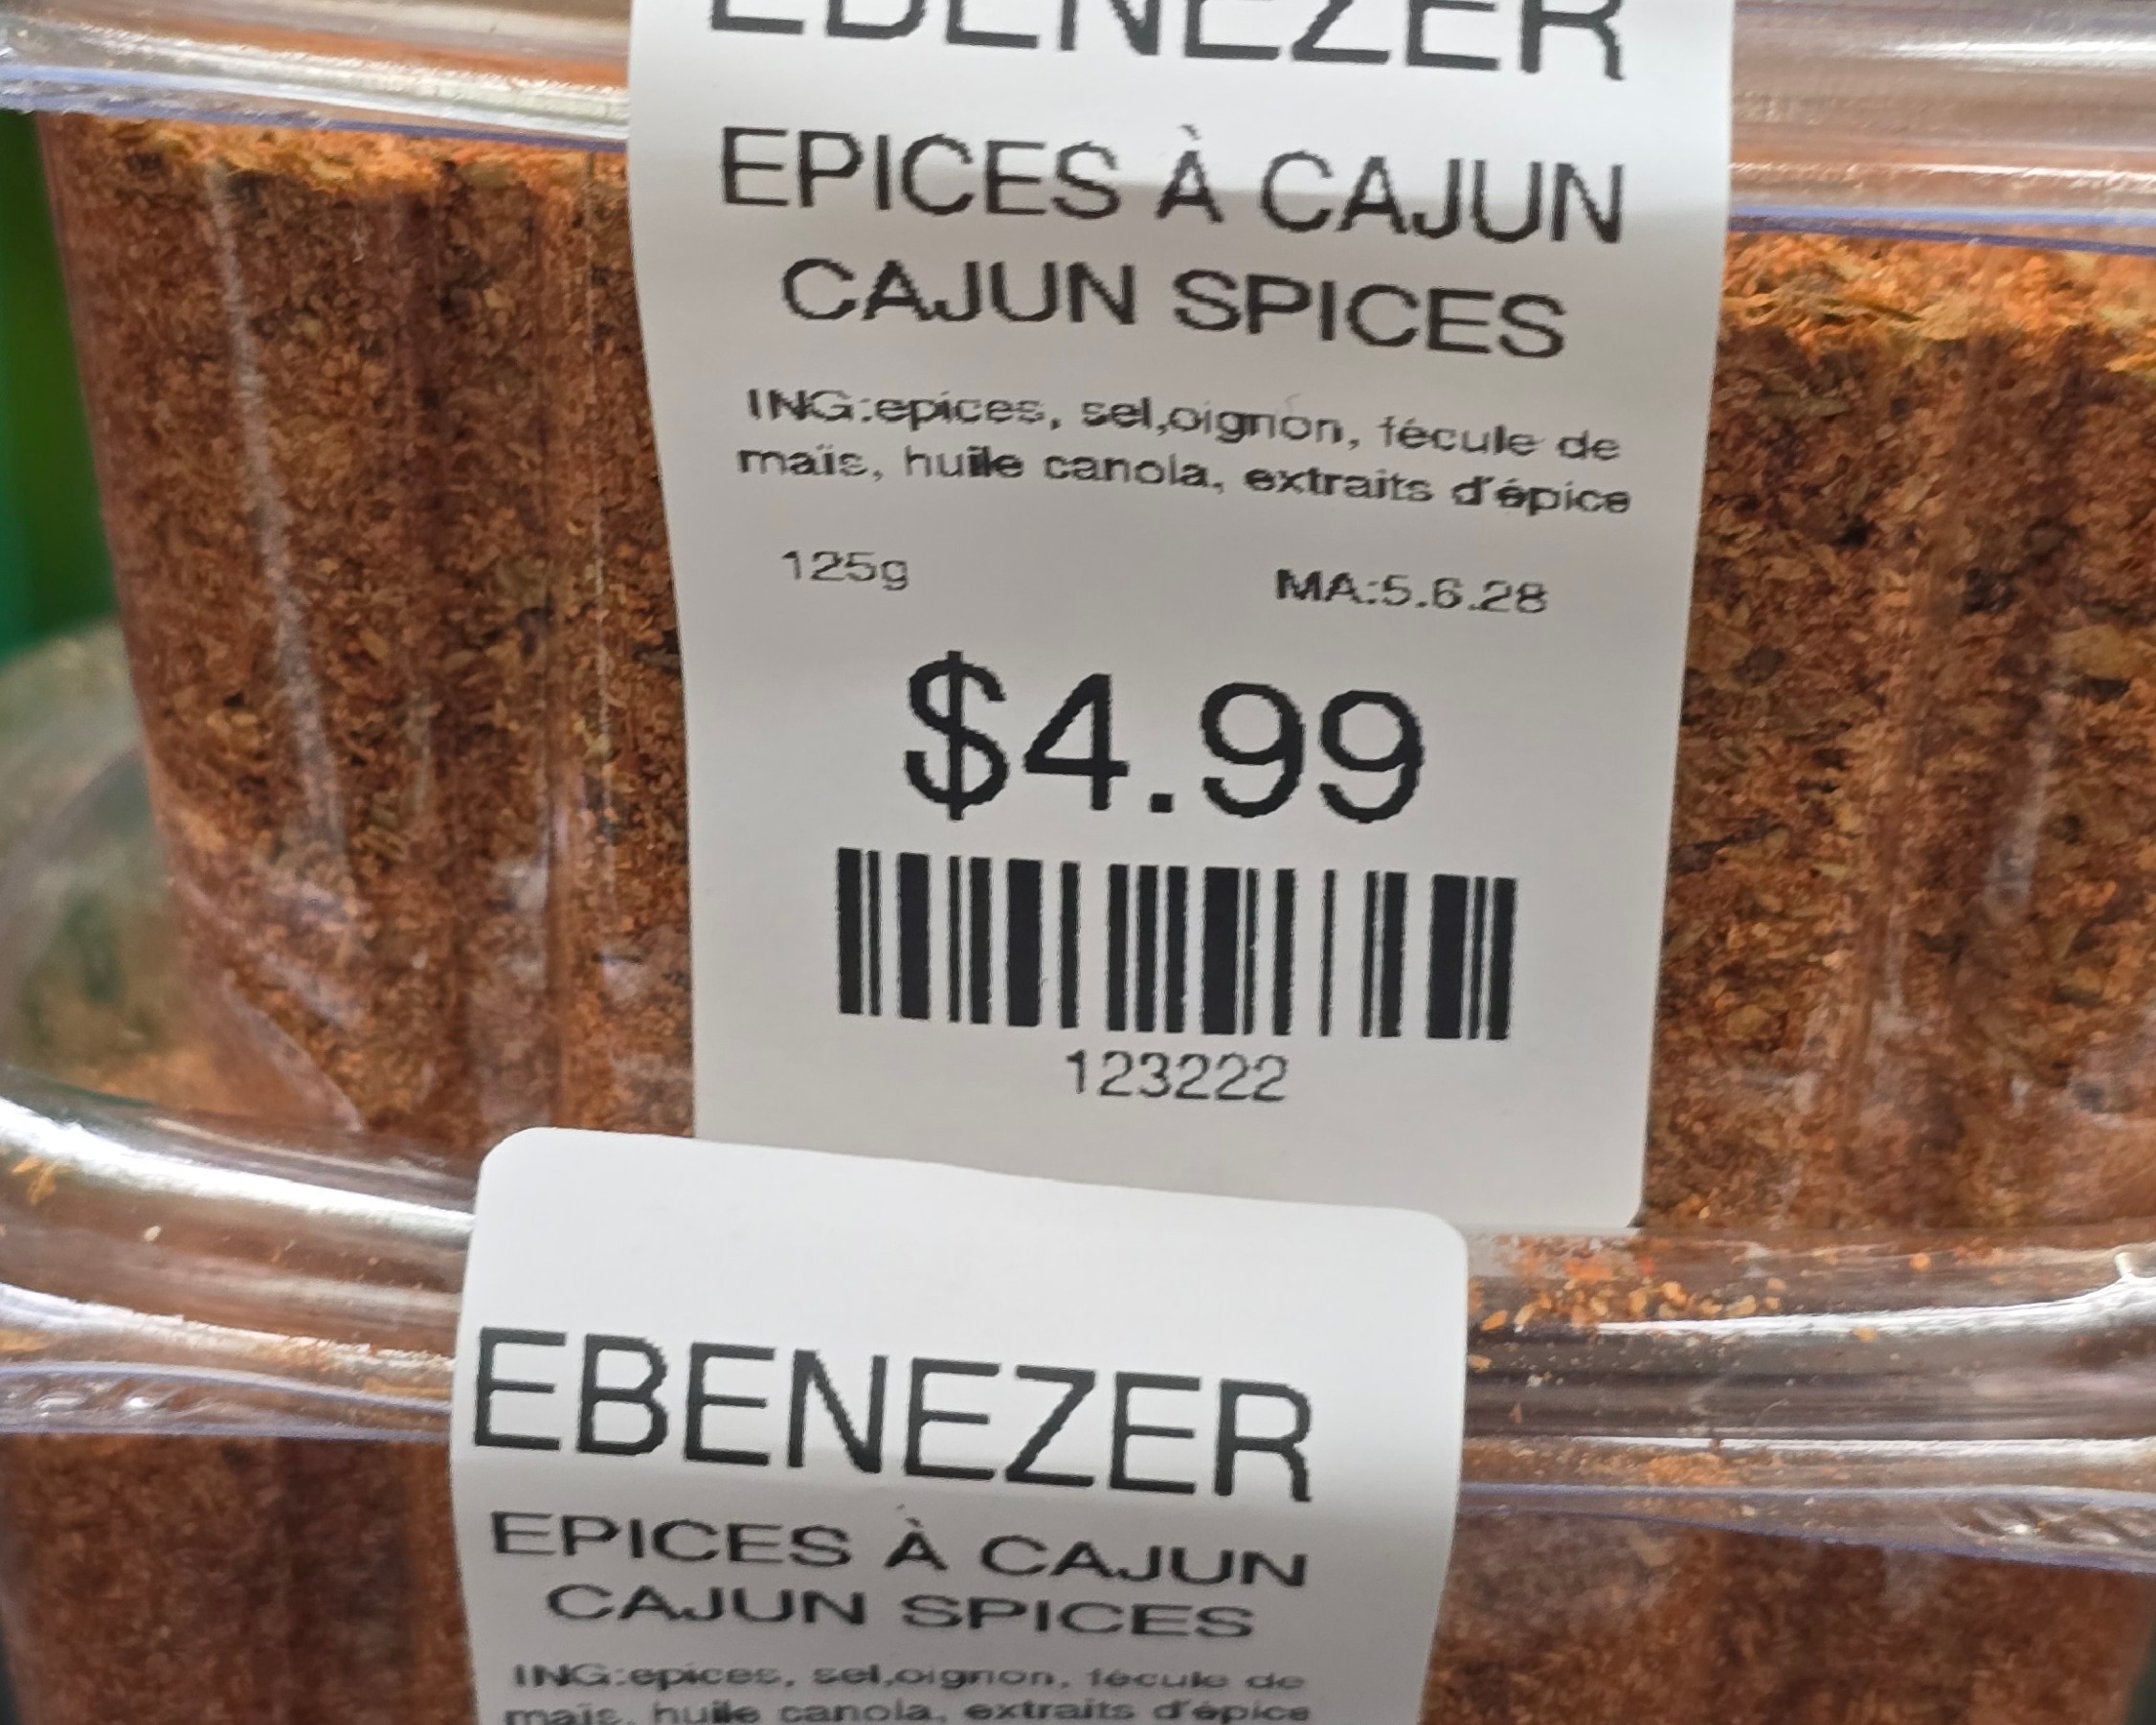 EBENEZER
EPICES À CAJUN
CAJUN SPICES
ING:epices, sel,oignon, fécule de
maïs, huile canola, extraits d'épice
125g MA:5.6.28
$4.99
123222
EBENEZER
EPICES À CAJUN
CAJUN SPICES
ING:epices, sel,oignon, fécule de
maïs, huile canola, extraits d'épice